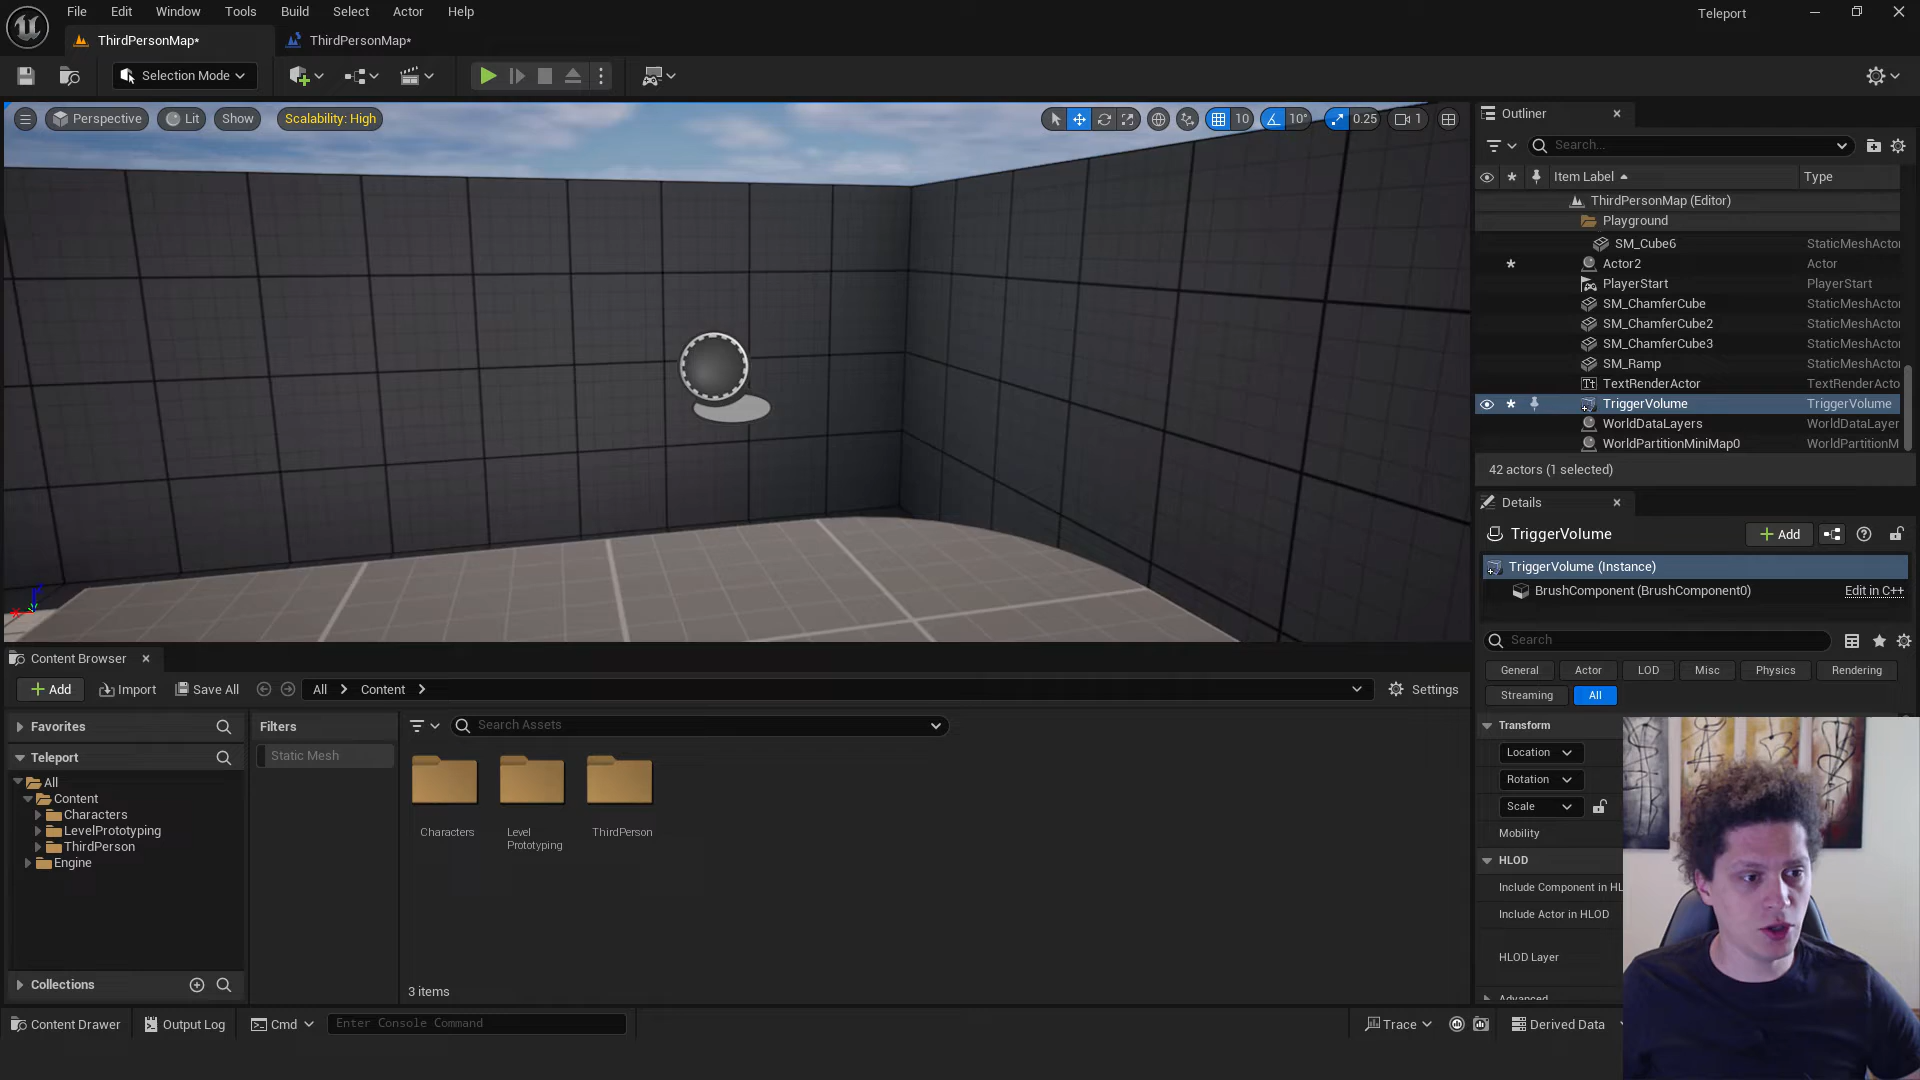 File Edit Window Tools Build Select Actor Help
Teleport
ThirdPersonMap*
ThirdPersonMap*
Selection Mode
Perspective
Lit
Show
Scalability: High
10
10°
0.25
1
Outliner
Search...
Item Label
Type
ThirdPersonMap (Editor)
Playground
SM_Cube6 StaticMeshActo
Actor2 Actor
PlayerStart PlayerStart
SM_ChamferCube StaticMeshActo
SM_ChamferCube2 StaticMeshActo
SM_ChamferCube3 StaticMeshActo
SM_Ramp StaticMeshActo
TextRenderActor TextRenderActo
TriggerVolume TriggerVolume
WorldDataLayers WorldDataLayer
WorldPartitionMiniMap0 WorldPartitionM
42 actors (1 selected)
Details
TriggerVolume
Add
TriggerVolume (Instance)
BrushComponent (BrushComponent0) Edit in C++
Search
General Actor LOD Misc Physics Rendering
Streaming All
Transform
Location
Rotation
Scale
Mobility
HLOD
Include Component in HL
Include Actor in HLOD
HLOD Layer
Advanced
Content Browser
Add Import Save All All Content Settings
Favorites
Teleport
All
Content
Characters
LevelPrototyping
ThirdPerson
Engine
Collections
Filters
Static Mesh
Search Assets
Characters
Level
Prototyping
ThirdPerson
3 items
Content Drawer Output Log Cmd Enter Console Command
Trace Derived Data